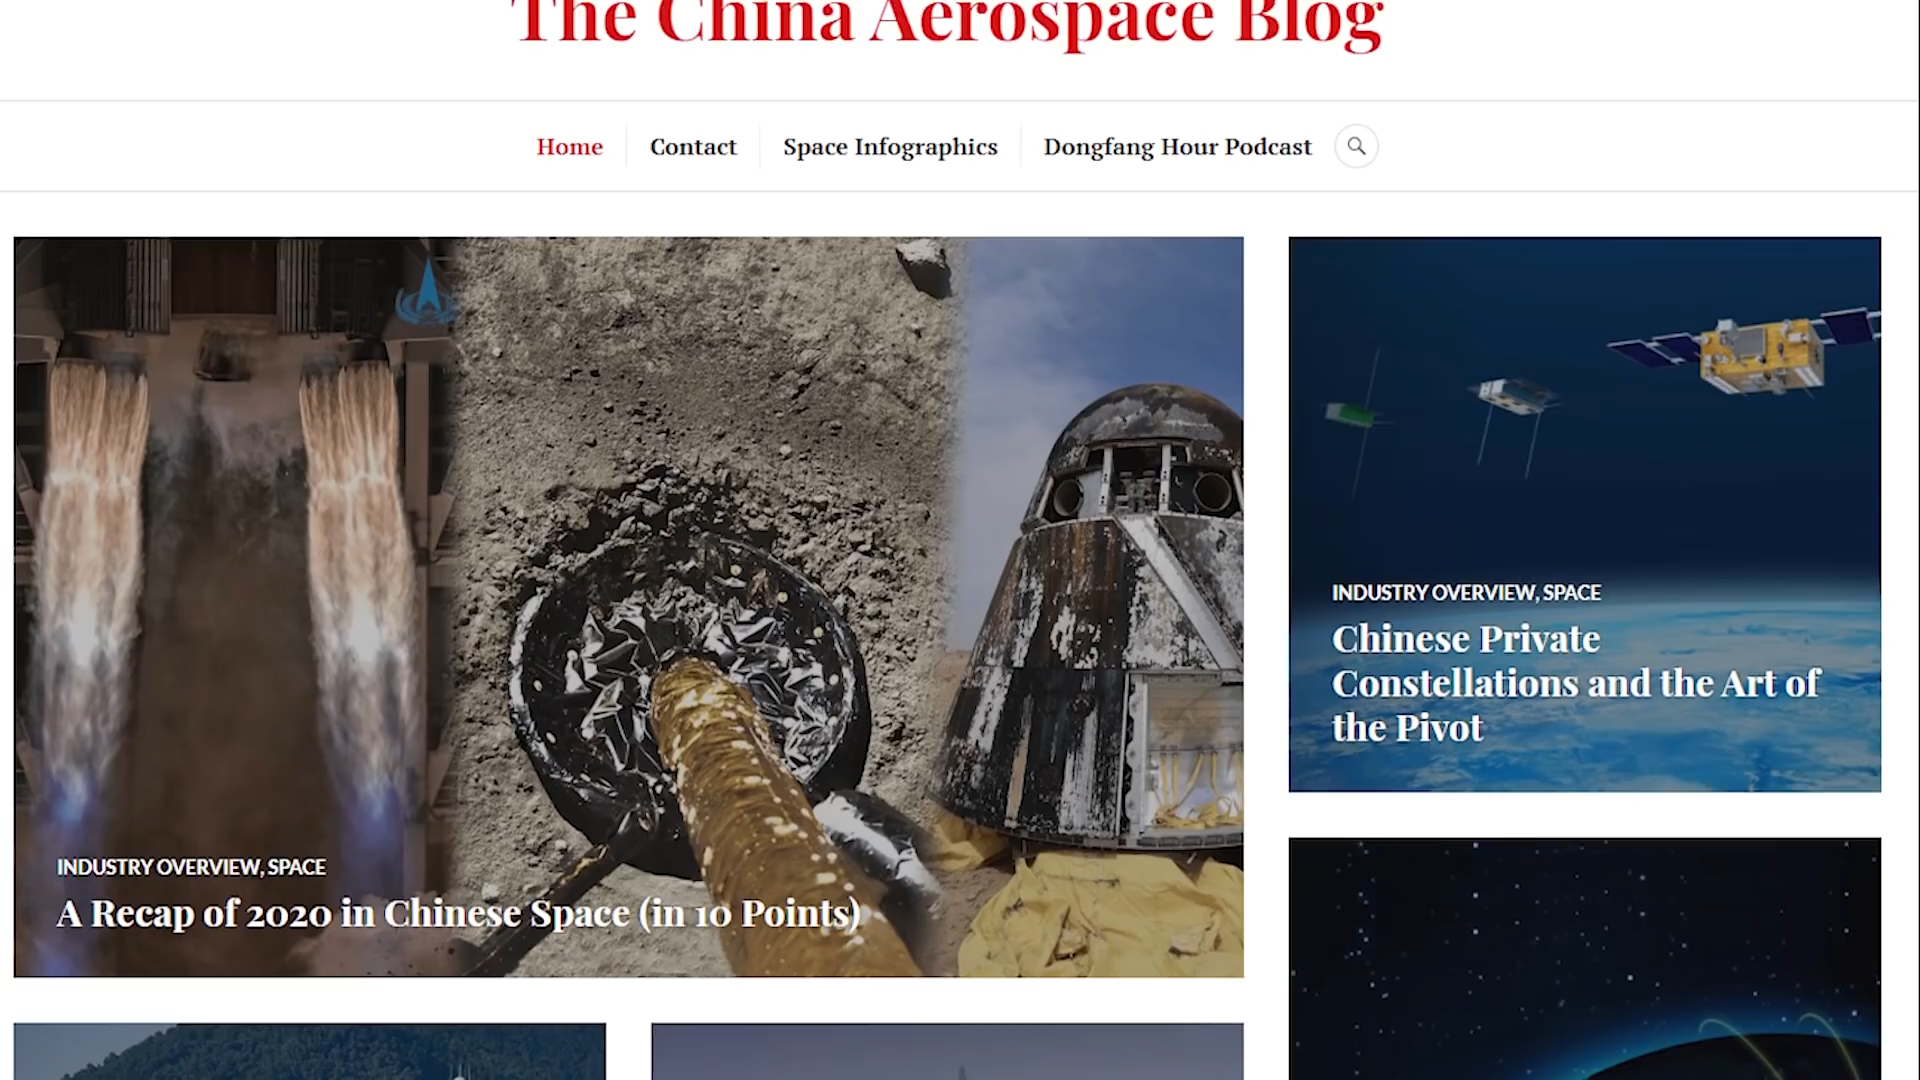 The China Aerospace Blog
Home
Contact
Space Infographics
Dongfang Hour Podcast
INDUSTRY OVERVIEW, SPACE
A Recap of 2020 in Chinese Space (in 10 Points)
INDUSTRY OVERVIEW, SPACE
Chinese Private
Constellations and the Art of
the Pivot